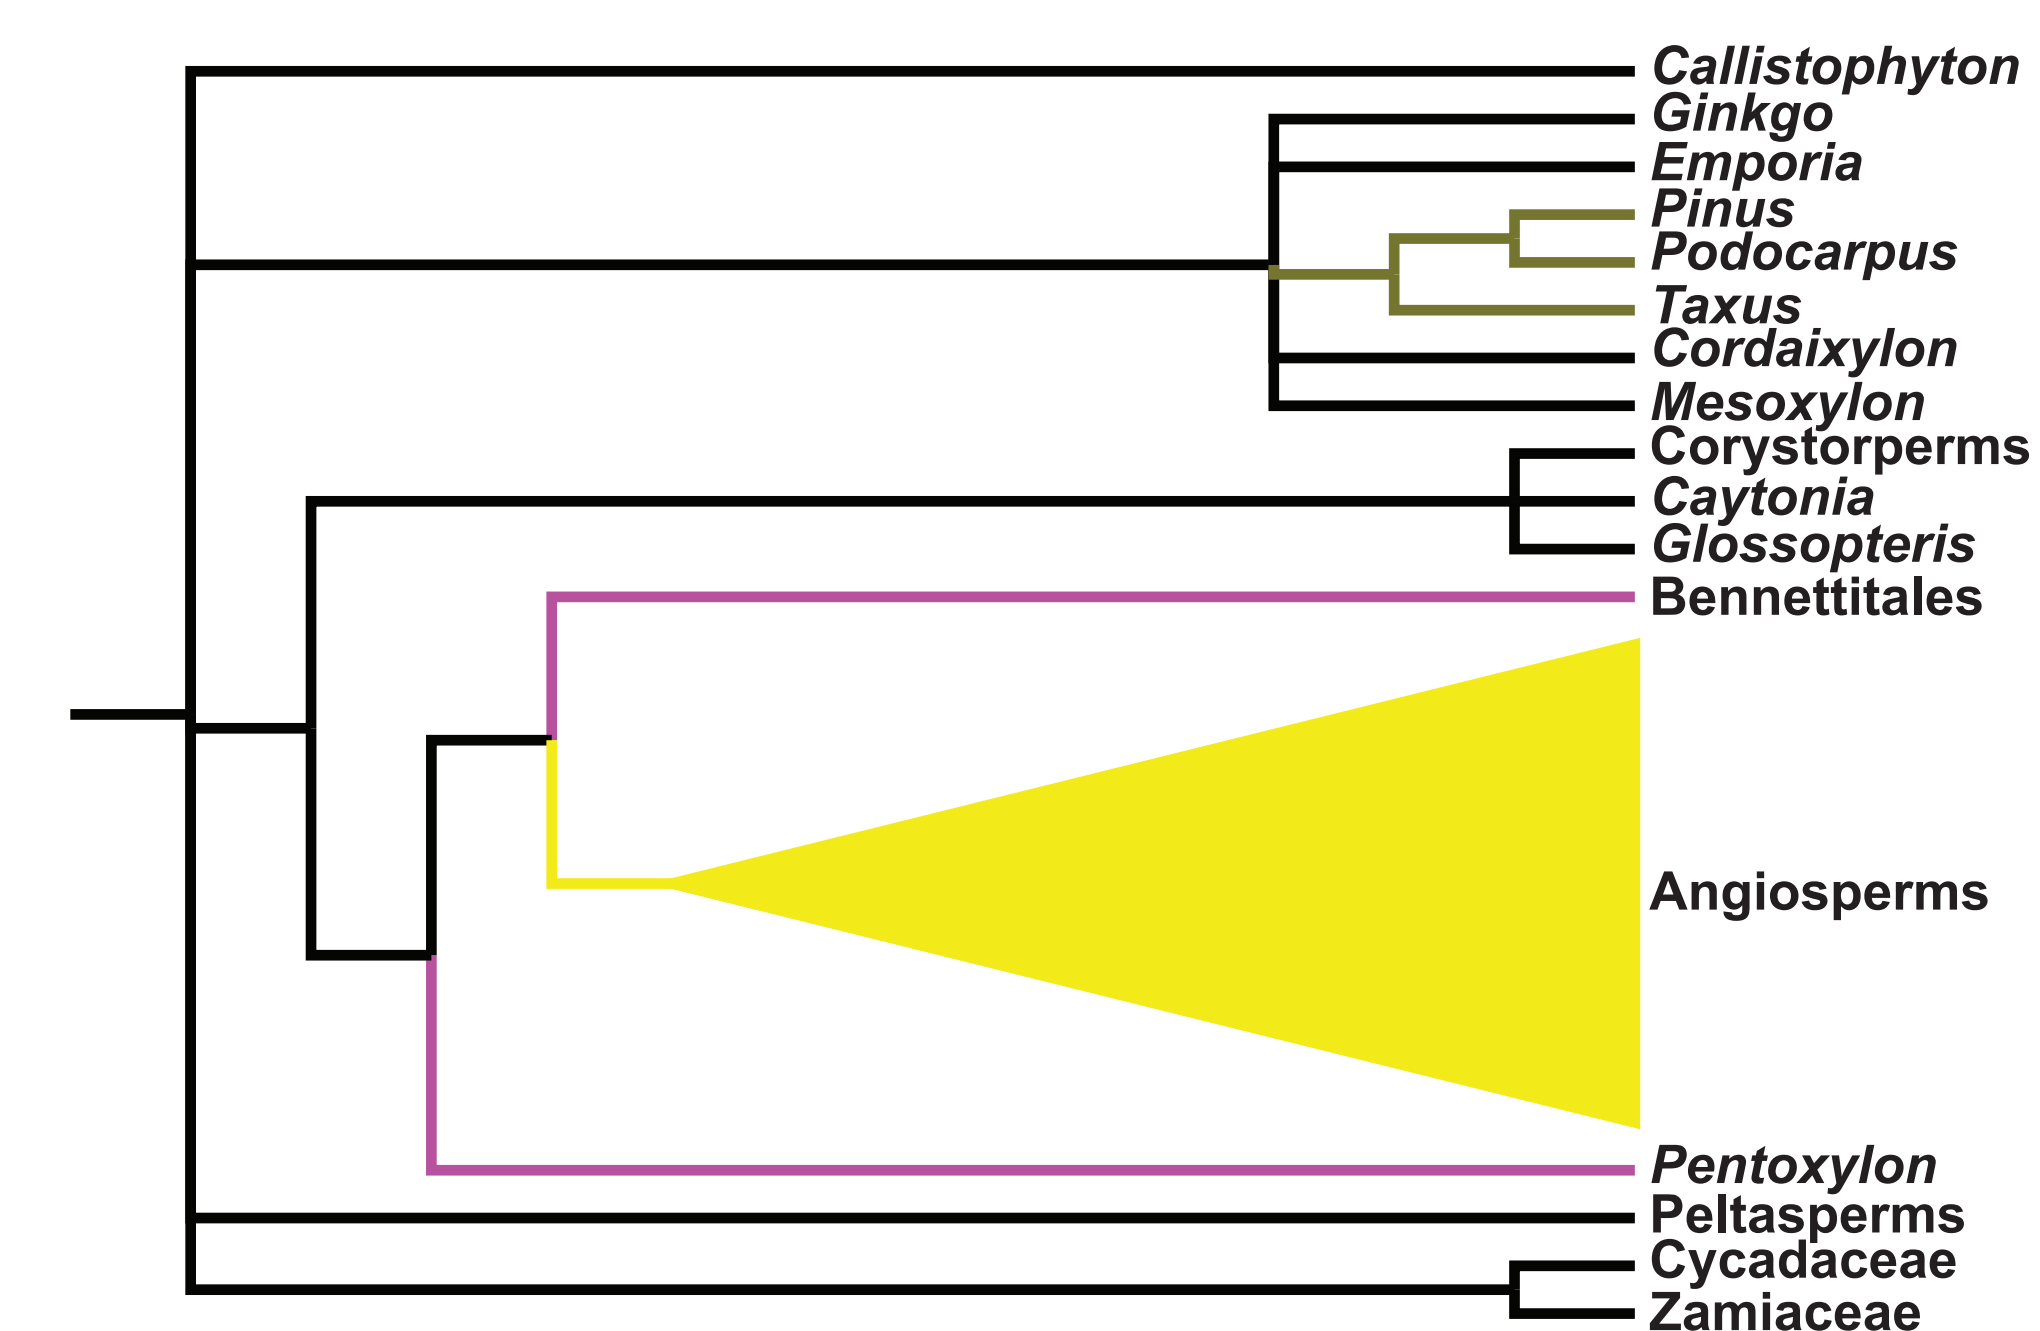 Callistophyton
Ginkgo
Emporia
Pinus
Podocarpus
Taxus
Cordaixylon
Mesoxylon
Corystorperms
Caytonia
Glossopteris
Bennettitales
Angiosperms
Pentoxylon
Peltasperms
Cycadaceae
Zamiaceae